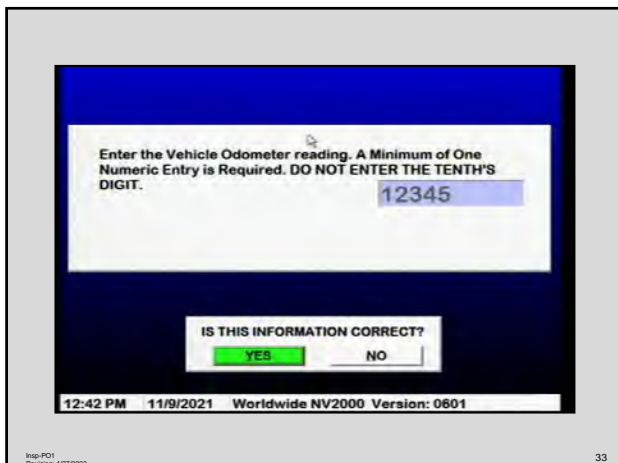 Enter the Vehicle Odometer reading. A Minimum of One
Numeric Entry is Required. DO NOT ENTER THE TENTH'S
DIGIT.
12345
IS THIS INFORMATION CORRECT?
YES NO
12:42 PM 11/9/2021 Worldwide NV2000 Version: 0601
Insp-PO1
33